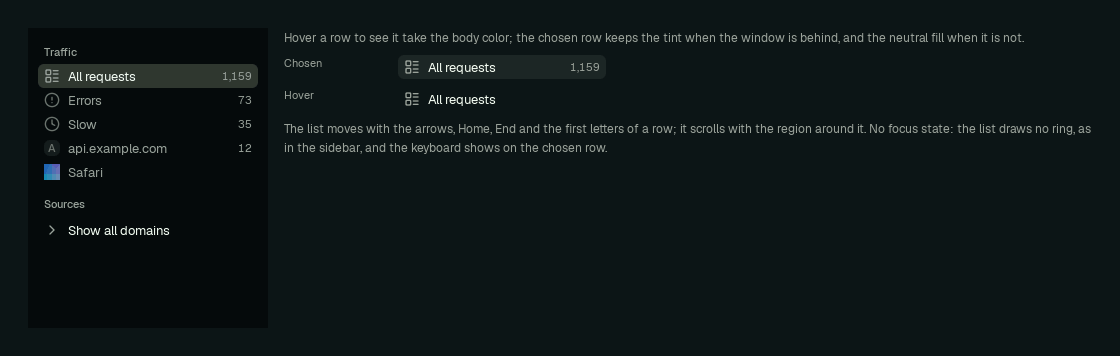 Traffic
All requests 1,159
Errors 73
Slow 35
A api.example.com 12
Safari
Sources
Show all domains
Hover a row to see it take the body color; the chosen row keeps the tint when the window is behind, and the neutral fill when it is not.
Chosen All requests 1,159
Hover All requests
The list moves with the arrows, Home, End and the first letters of a row; it scrolls with the region around it. No focus state: the list draws no ring, as
in the sidebar, and the keyboard shows on the chosen row.